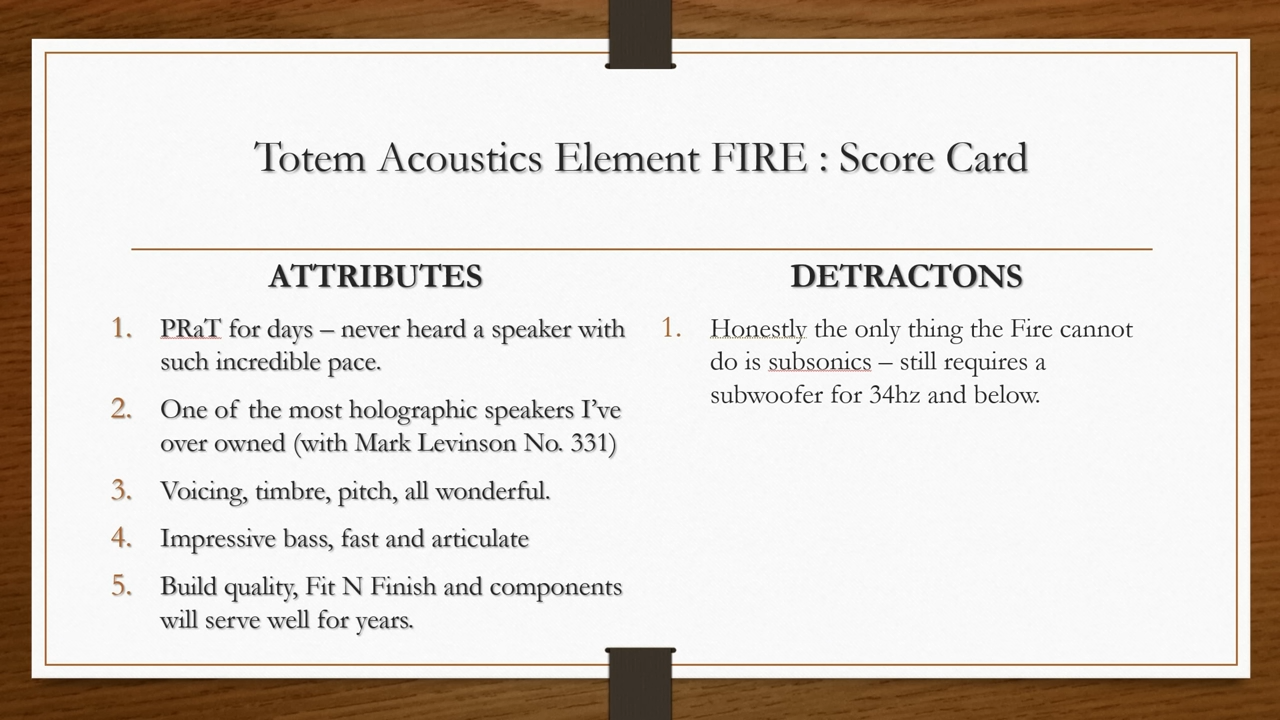 Totem Acoustics Element FIRE : Score Card
ATTRIBUTES
1. PRaT for days – never heard a speaker with
such incredible pace.
2. One of the most holographic speakers I’ve
over owned (with Mark Levinson No. 331)
3. Voicing, timbre, pitch, all wonderful.
4. Impressive bass, fast and articulate
5. Build quality, Fit N Finish and components
will serve well for years.
DETRACTONS
1. Honestly the only thing the Fire cannot
do is subsonics – still requires a
subwoofer for 34hz and below.